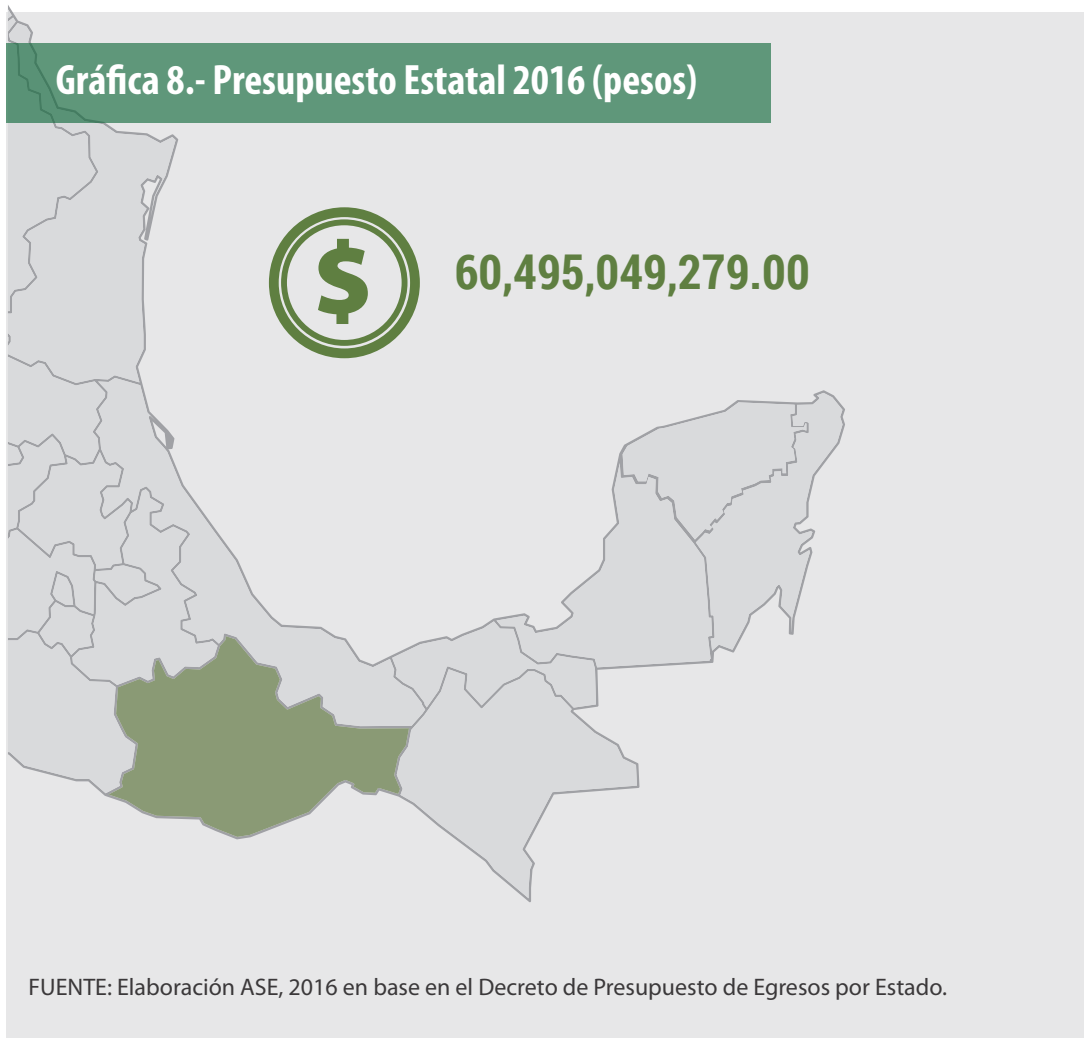 Gráfica 8.- Presupuesto Estatal 2016 (pesos)
$ 60,495,049,279.00
FUENTE: Elaboración ASE, 2016 en base en el Decreto de Presupuesto de Egresos por Estado.